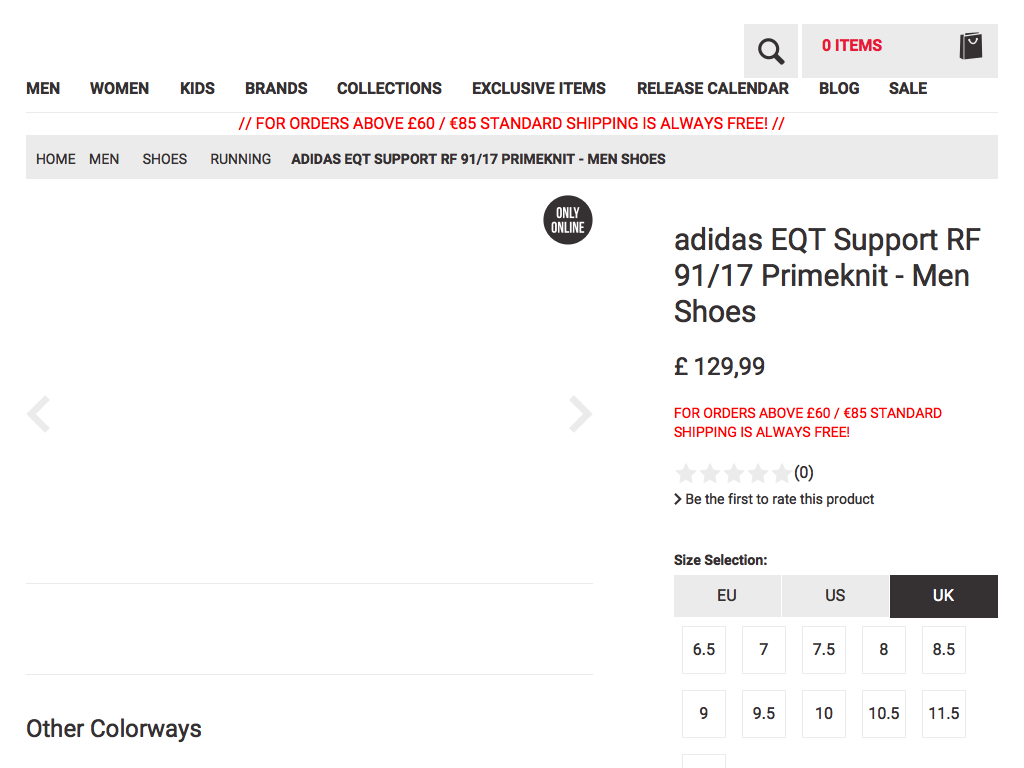 0 ITEMS
MEN WOMEN KIDS BRANDS COLLECTIONS EXCLUSIVE ITEMS RELEASE CALENDAR BLOG SALE
// FOR ORDERS ABOVE £60 / €85 STANDARD SHIPPING IS ALWAYS FREE! //
HOME MEN SHOES RUNNING ADIDAS EQT SUPPORT RF 91/17 PRIMEKNIT - MEN SHOES
ONLY
ONLINE
adidas EQT Support RF
91/17 Primeknit - Men
Shoes
£ 129,99
FOR ORDERS ABOVE £60 / €85 STANDARD
SHIPPING IS ALWAYS FREE!
(0)
Be the first to rate this product
Size Selection:
EU US UK
6.5 7 7.5 8 8.5
9 9.5 10 10.5 11.5
Other Colorways